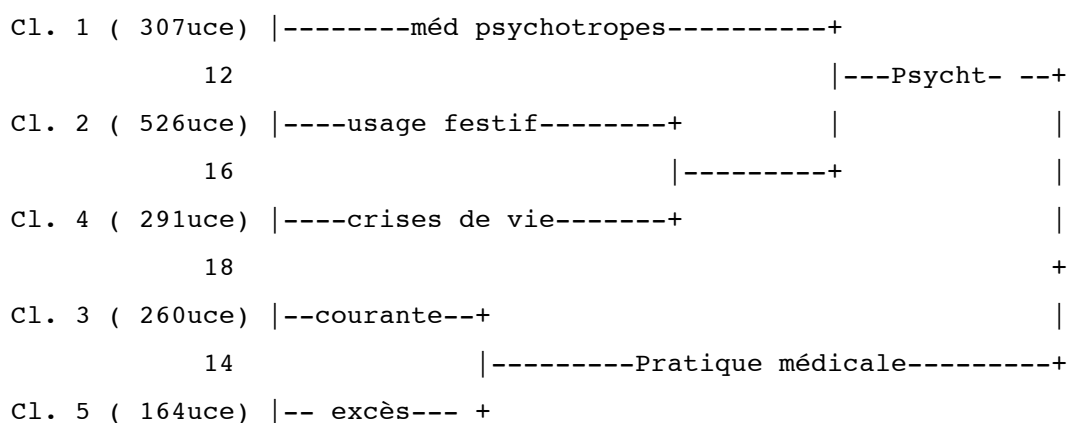 Cl. 1 ( 307uce) |--------méd psychotropes----------+
12 |---Psycht- --+
Cl. 2 ( 526uce) |----usage festif--------+ | |
16 |---------+ |
Cl. 4 ( 291uce) |----crises de vie-------+ |
18 +
Cl. 3 ( 260uce) |--courante--+ |
14 |---------Pratique médicale---------+
Cl. 5 ( 164uce) |-- excès--- +